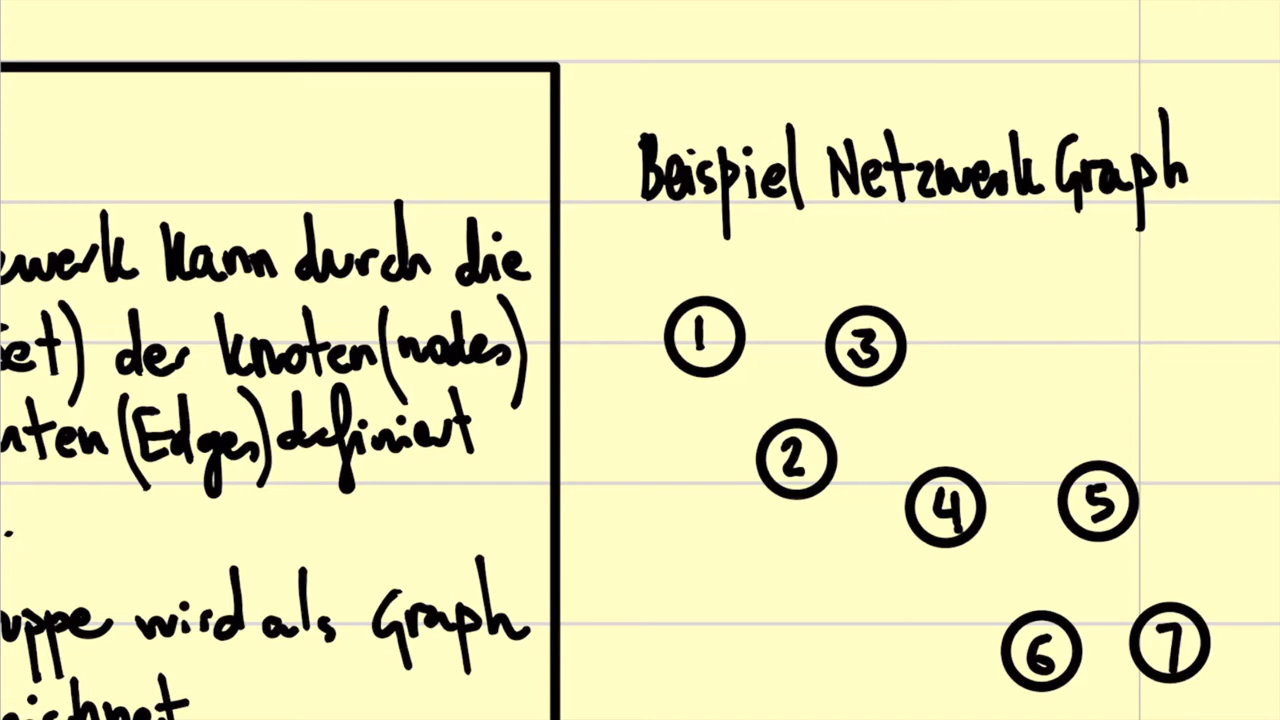 werk kann durch die
et) der knoten (nodes)
nten (Edges) definiert
.
uppe wird als Graph
eichnet
Beispiel Netzwerk Graph
1
3
2
4
5
6
7